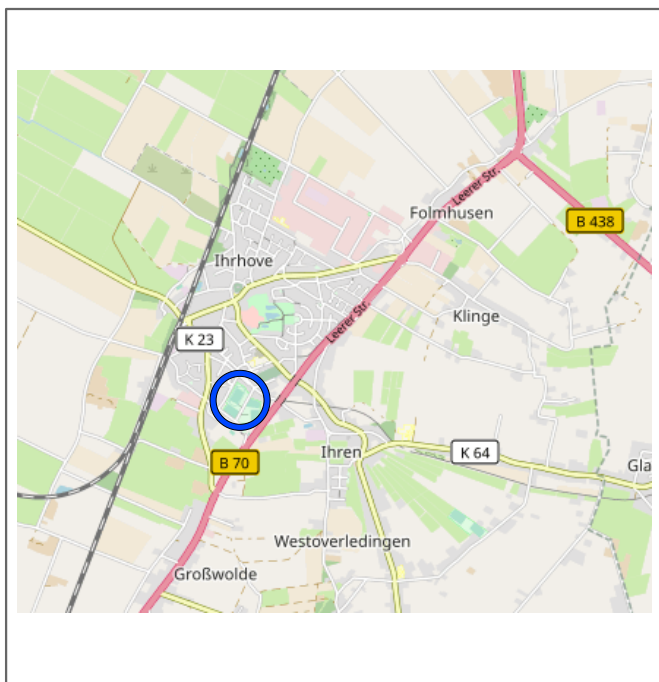 Leerer Str.
Folmhusen
B 438
Ihrhove
Klinge
Leerer Str.
K 23
Ihren
K 64
B 70
Gla
Westoverledingen
Großwolde